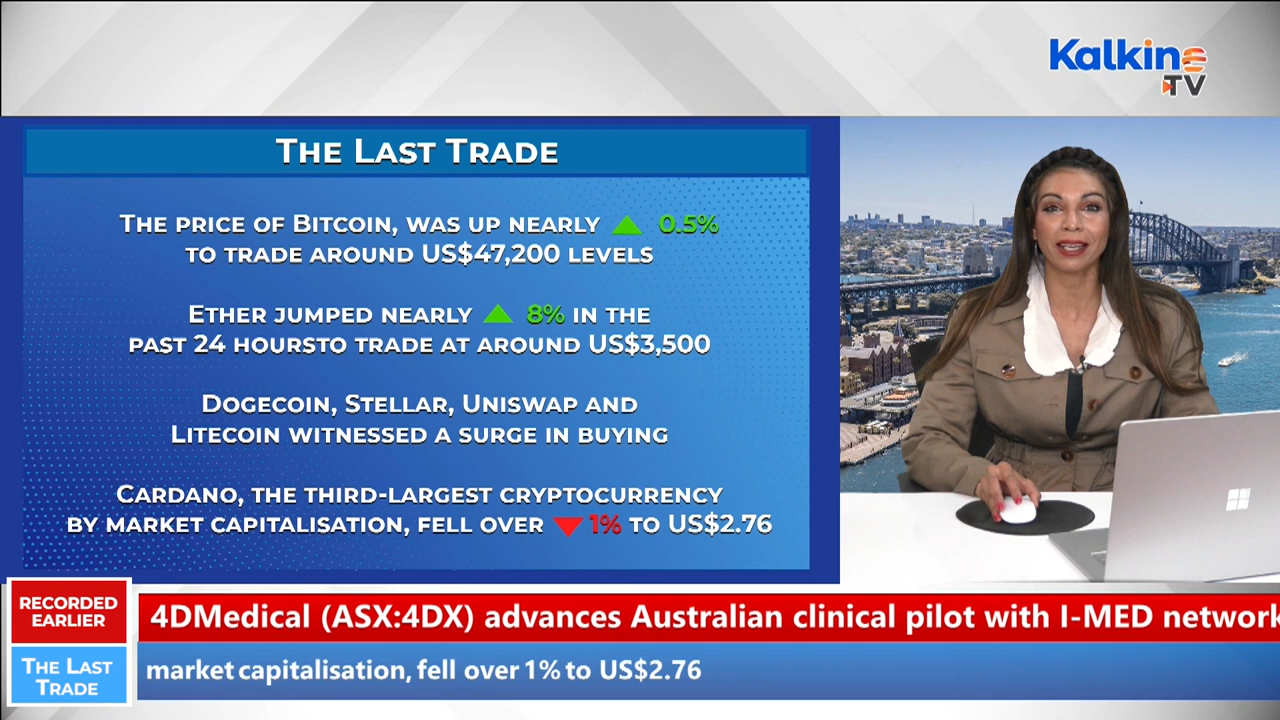 Kalkine
TV
THE LAST TRADE
THE PRICE OF BITCOIN, WAS UP NEARLY ▲ 0.5%
TO TRADE AROUND US$47,200 LEVELS
ETHER JUMPED NEARLY ▲ 8% IN THE
PAST 24 HOURSTO TRADE AT AROUND US$3,500
DOGECOIN, STELLAR, UNISWAP AND
LITECOIN WITNESSED A SURGE IN BUYING
CARDANO, THE THIRD-LARGEST CRYPTOCURRENCY
BY MARKET CAPITALISATION, FELL OVER ▼ 1% TO US$2.76
RECORDED
EARLIER
4DMedical (ASX:4DX) advances Australian clinical pilot with I-MED network
THE LAST
TRADE
market capitalisation, fell over 1% to US$2.76